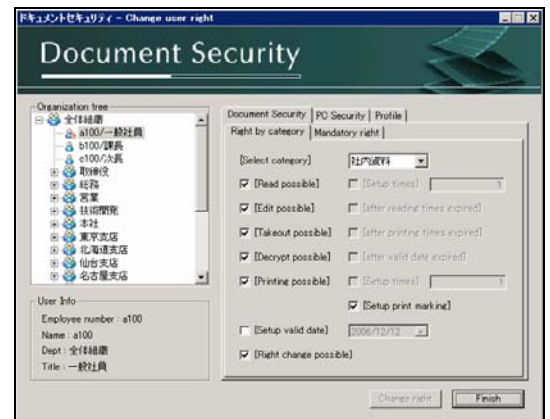 ドキュメントセキュリティ - Change user right
Document Security
Organization tree
全体組織
a100/一般社員
b100/課長
c100/次長
取締役
総務
営業
技術開発
本社
東京支店
北海道支店
仙台支店
名古屋支店
User Info
Employee number : a100
Name : a100
Dept : 全体組織
Title : 一般社員
Document Security PC Security Profile
Right by category Mandatory right
[Select category] 社内資料
[Read possible] [Setup times] 1
[Edit possible] [after reading times expired]
[Takeout possible] [after printing times expired]
[Decrypt possible] [after valid date expired]
[Printing possible] [Setup times] 1
[Setup print marking]
[Setup valid date] 2006/12/12
[Right change possible]
Change right Finish